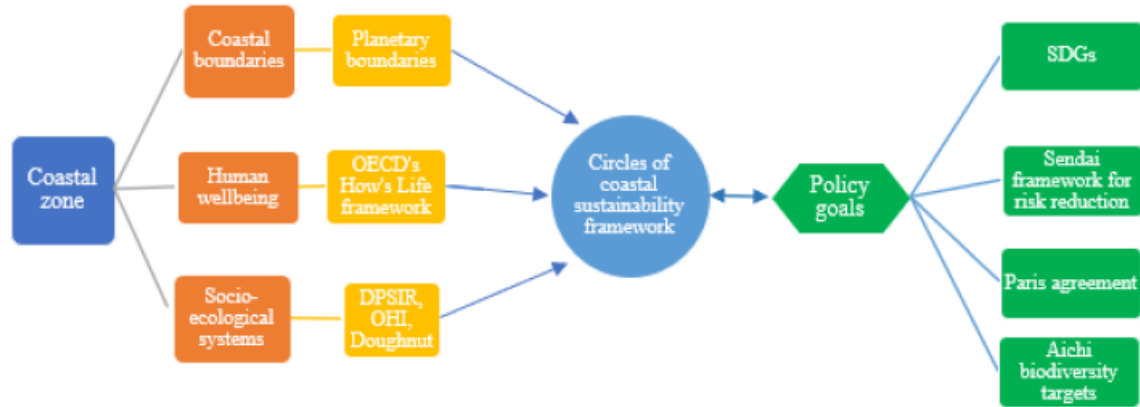 Coastal
zone
Coastal
boundaries
Planetary
boundaries
Human
wellbeing
OECD's
How's Life
framework
Socio-
ecological
systems
DPSIR,
OHI,
Doughnut
Circles of
coastal
sustainability
framework
Policy
goals
SDGs
Sendai
framework for
risk reduction
Paris agreement
Aichi
biodiversity
targets